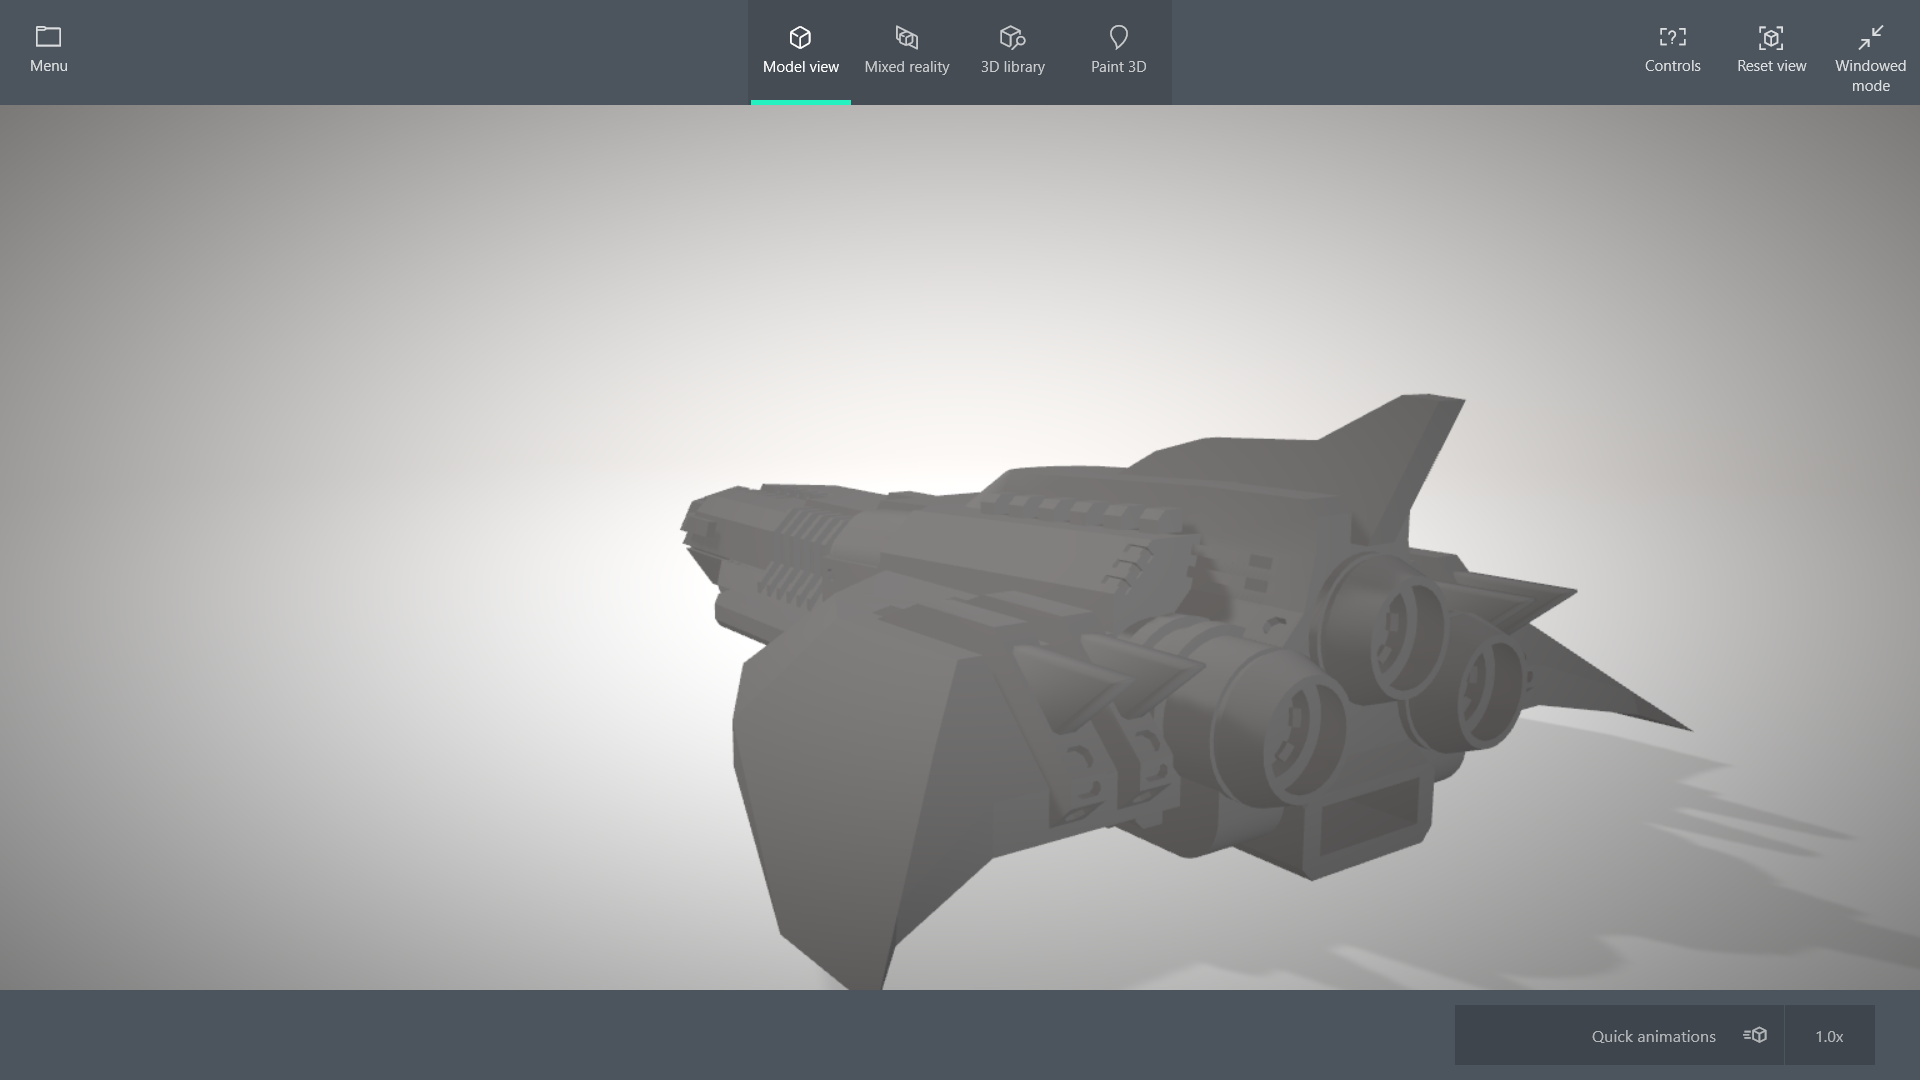 Menu
Model view
Mixed reality
3D library
Paint 3D
Controls
Reset view
Windowed
mode
Quick animations
1.0x